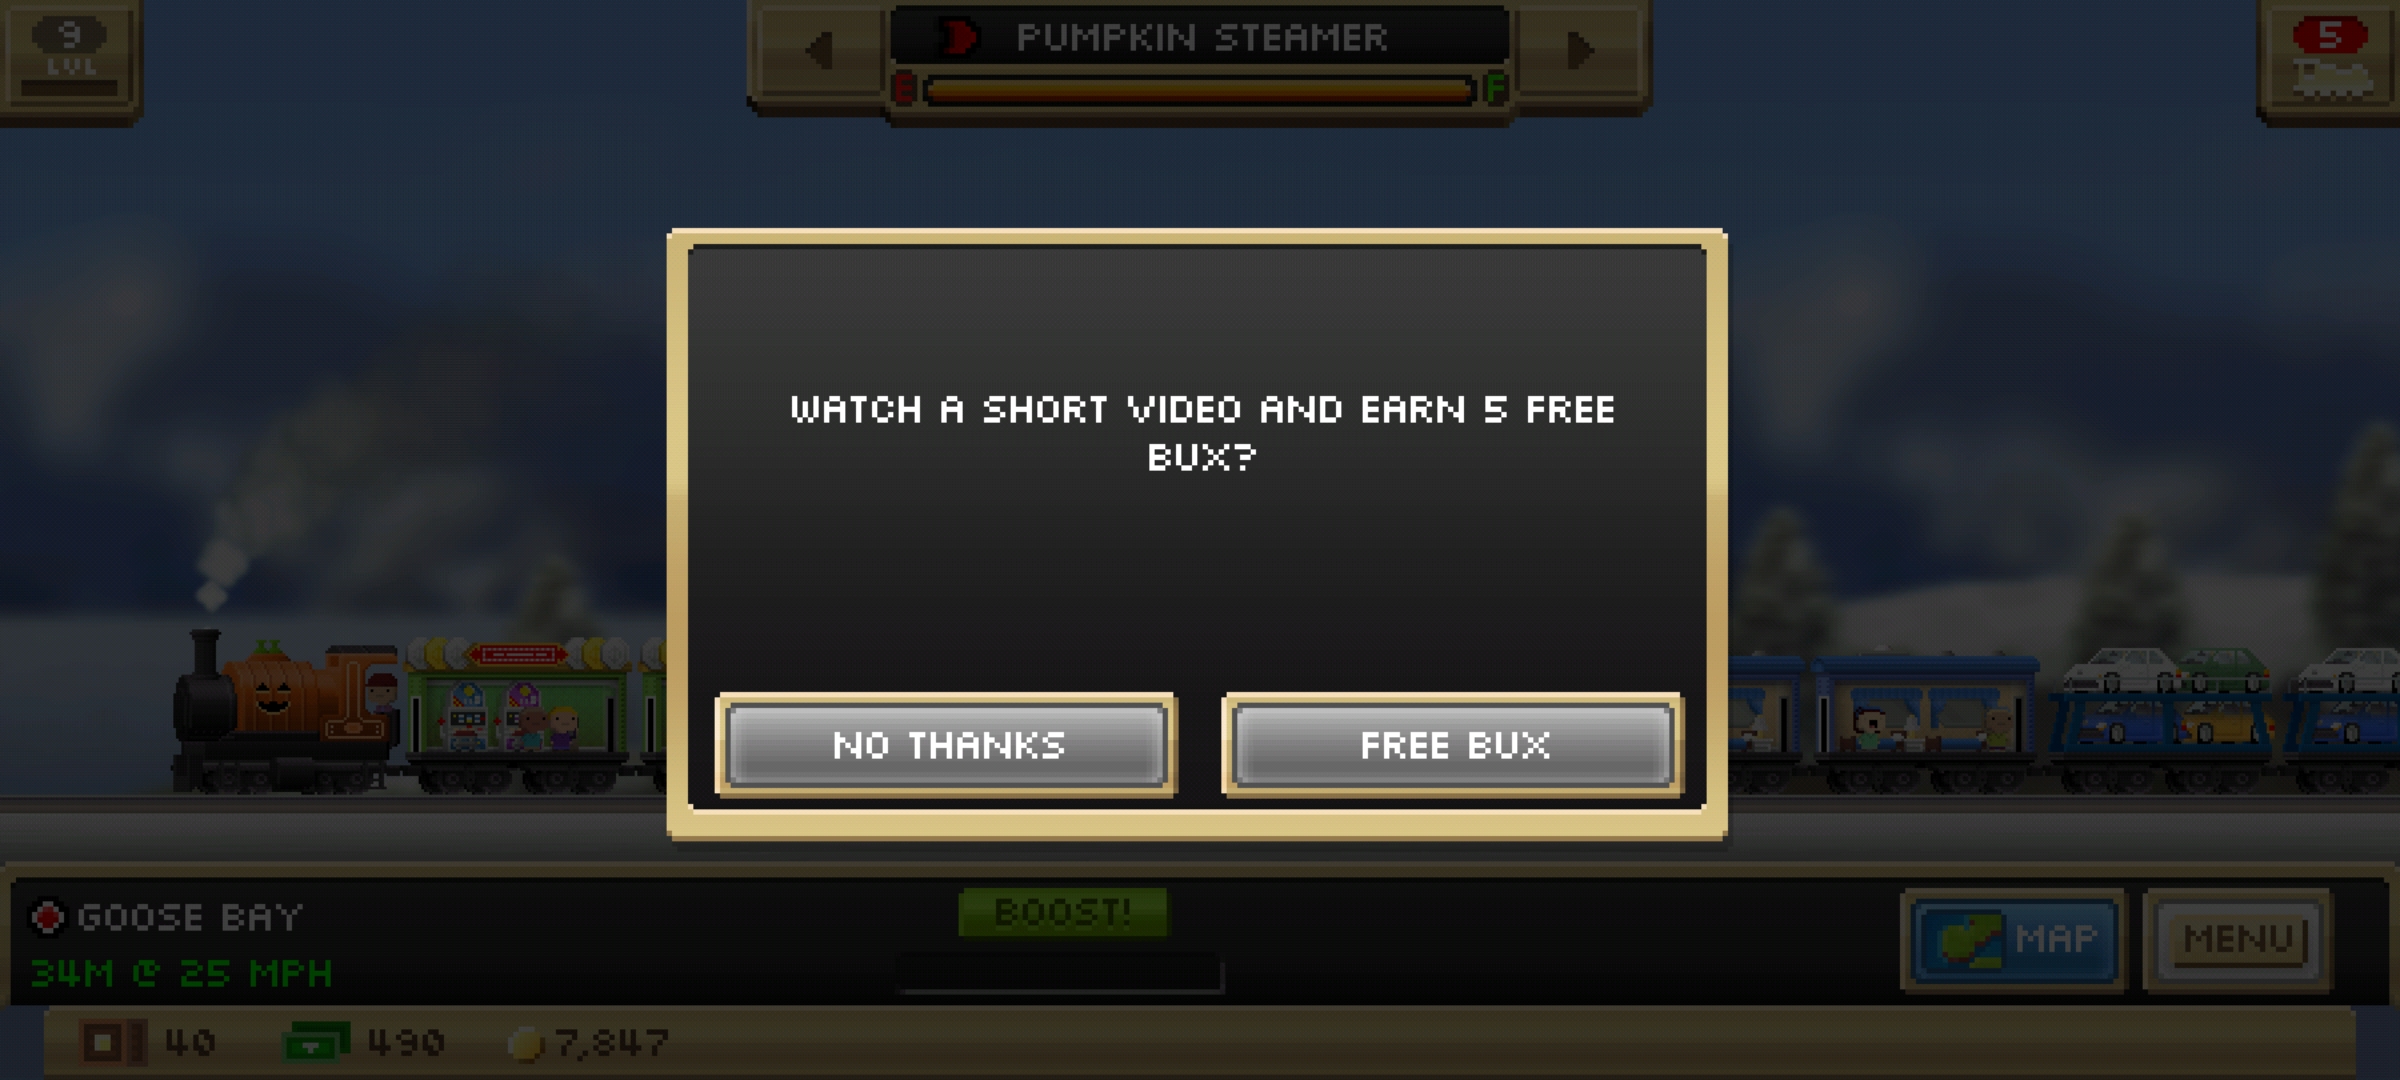 9
LVL
PUMPKIN STEAMER
E F
5
WATCH A SHORT VIDEO AND EARN 5 FREE
BUX?
NO THANKS
FREE BUX
GOOSE BAY
34M @ 25 MPH
BOOST!
MAP
MENU
40 490 7,847